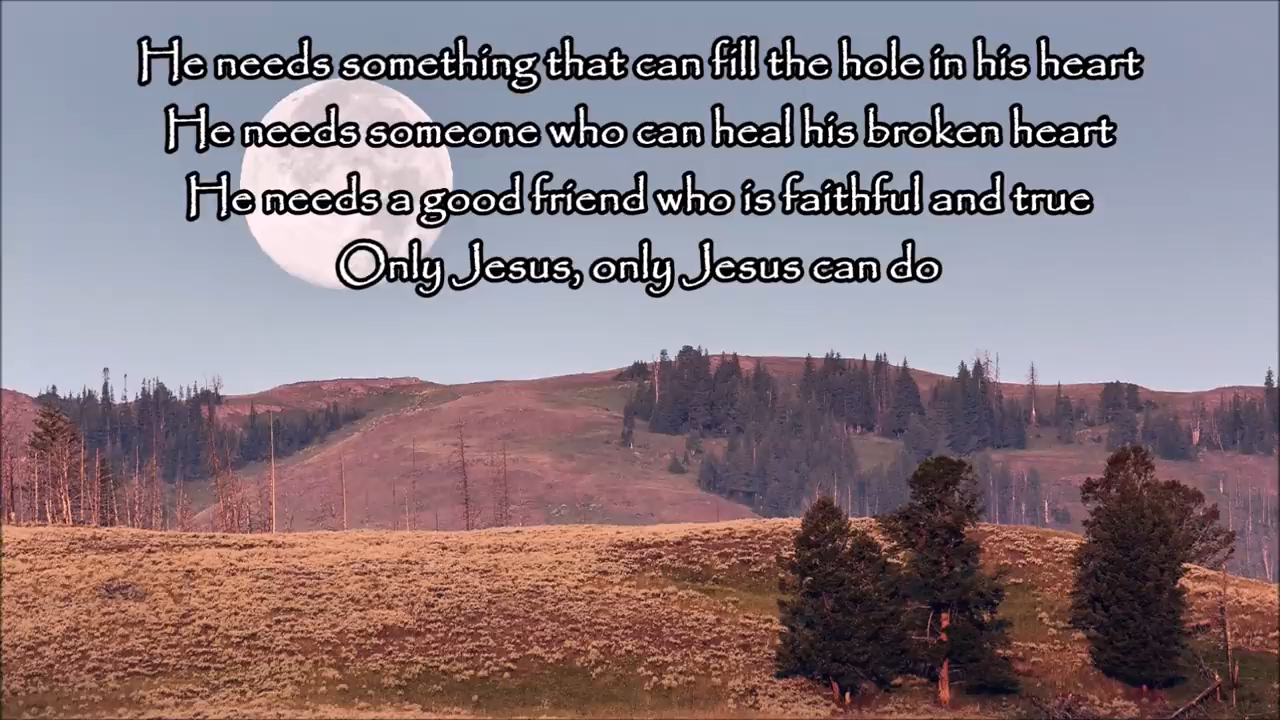 He needs something that can fill the hole in his heart
He needs someone who can heal his broken heart
He needs a good friend who is faithful and true
Only Jesus, only Jesus can do